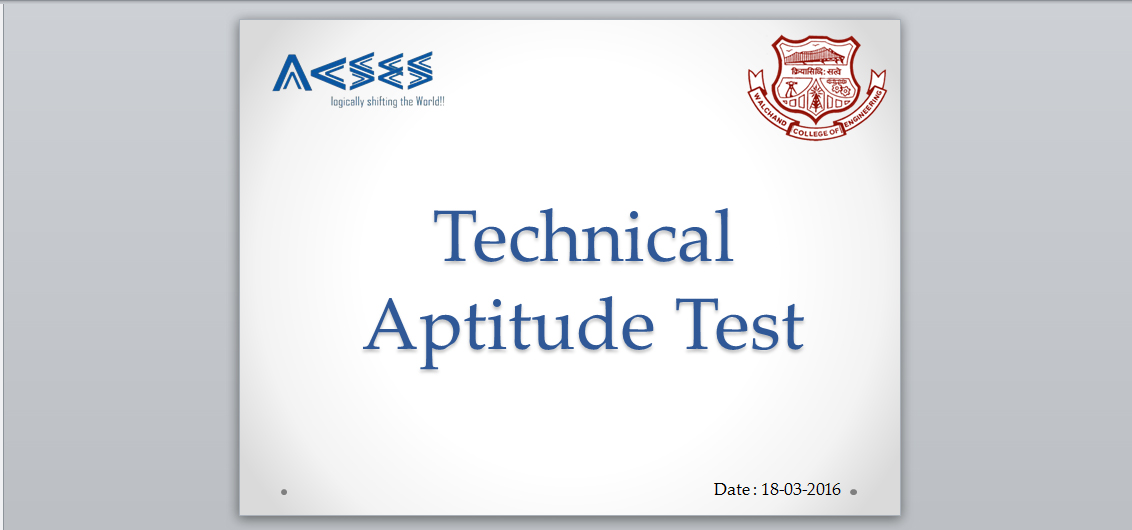 ACSES
logically shifting the World!!
क्रियासिध्दि: सत्वे
WALCHAND COLLEGE OF ENGINEERING
Technical
Aptitude Test
Date : 18-03-2016